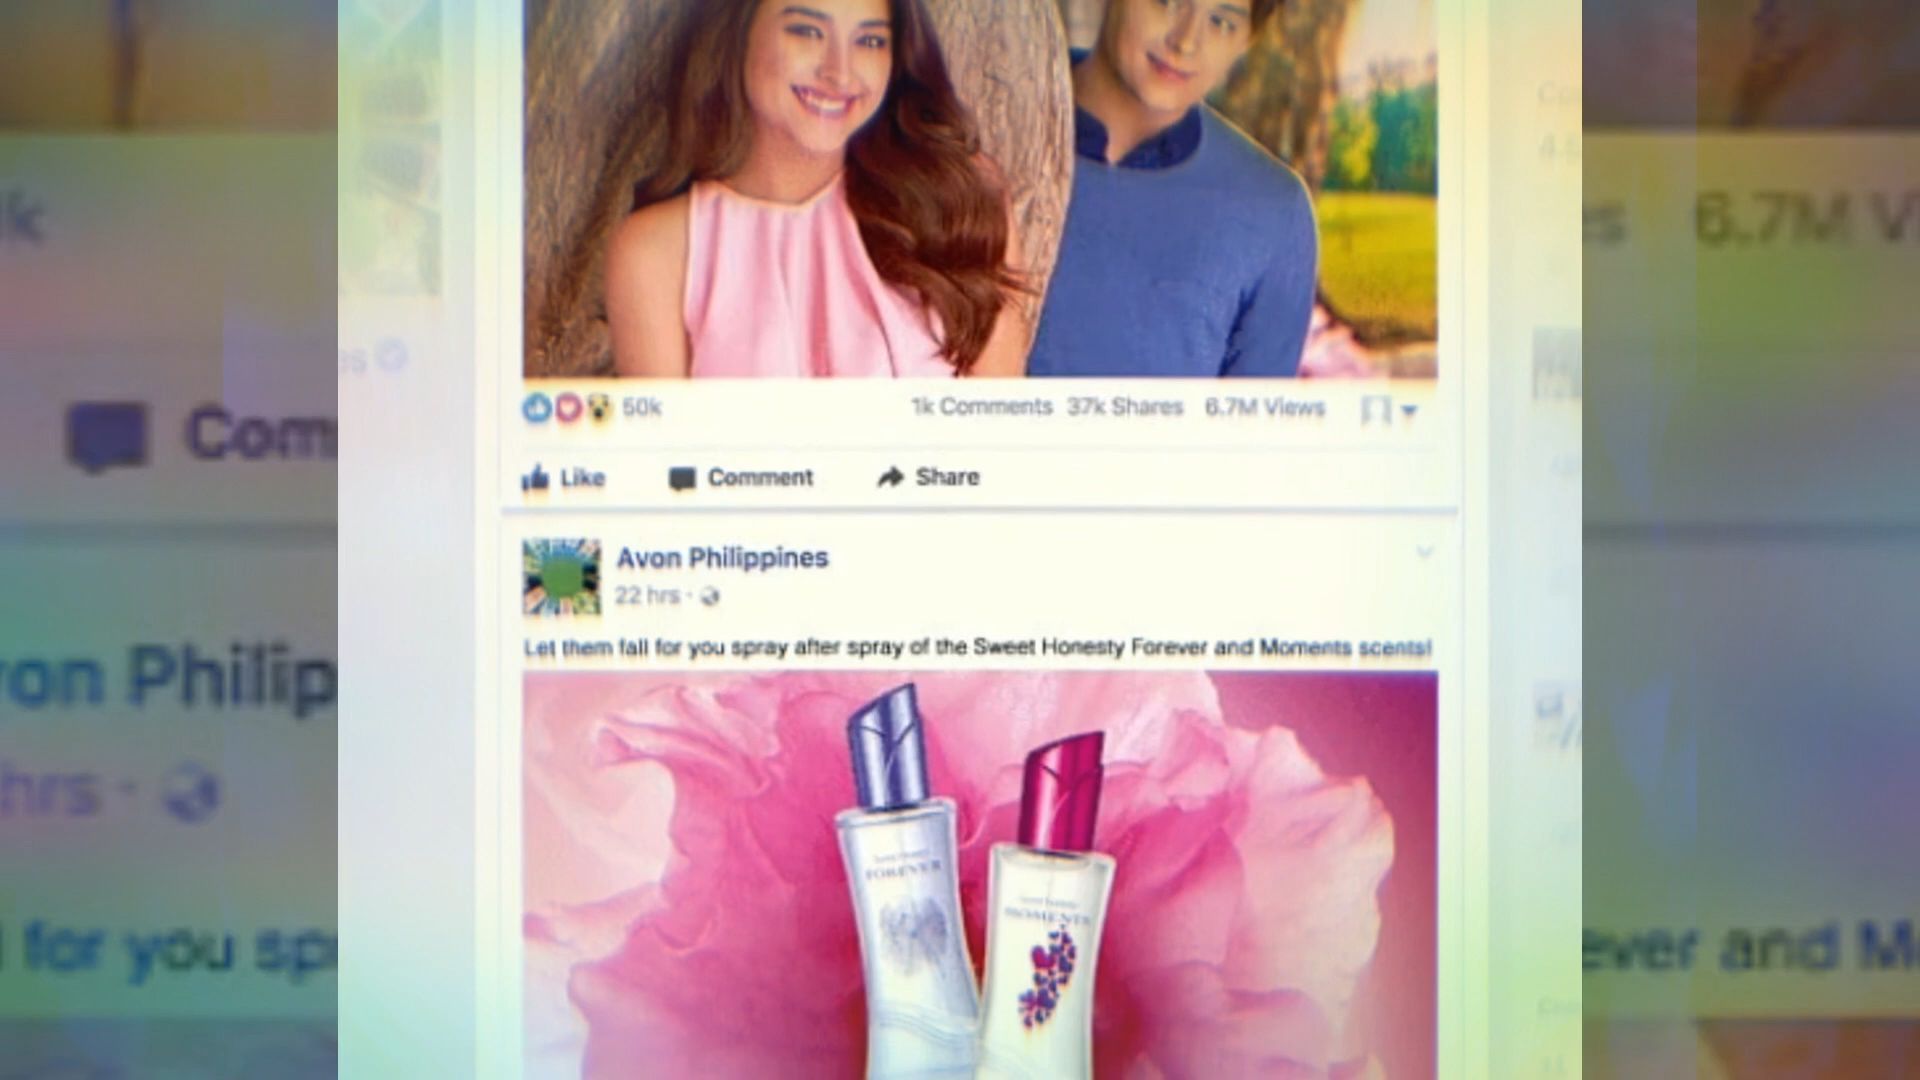 50k 1k Comments 37k Shares 6.7M Views
Like Comment Share
Avon Philippines
22 hrs
Let them fall for you spray after spray of the Sweet Honesty Forever and Moments scents!
FOREVER
MOMENTS